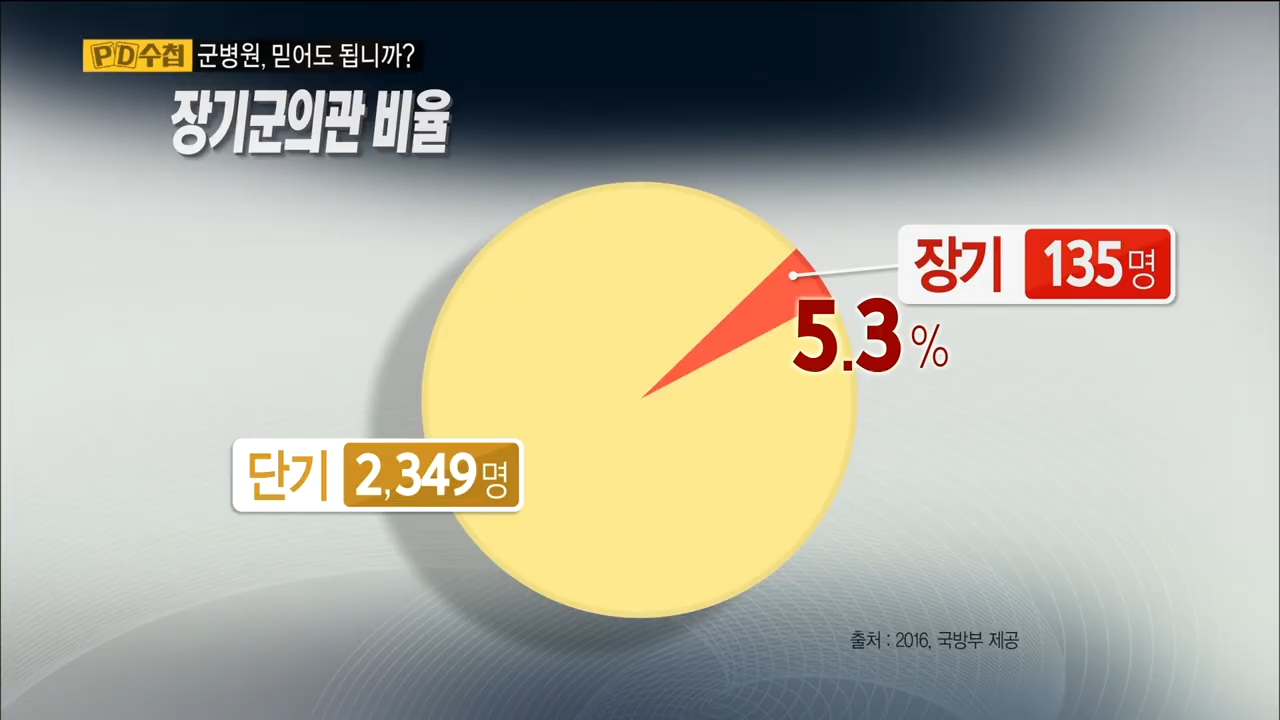 PD수첩 군병원, 믿어도 됩니까?
장기군의관 비율
장기 135명
5.3%
단기 2,349명
출처 : 2016, 국방부 제공